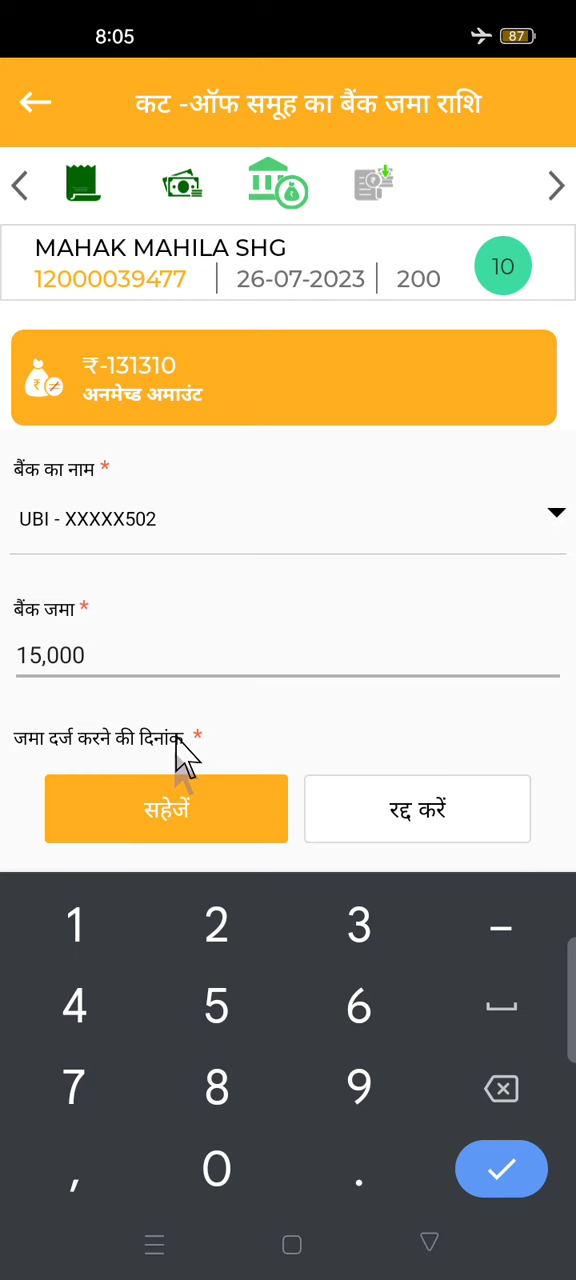 8:05
87
कट -ऑफ समूह का बैंक जमा राशि
MAHAK MAHILA SHG
12000039477 | 26-07-2023 | 200
10
₹-131310
अनमेच्ड अमाउंट
बैंक का नाम *
UBI - XXXXX502
बैंक जमा *
15,000
जमा दर्ज करने की दिनांक *
सहेजें
रद्द करें
1 2 3 –
4 5 6
7 8 9
, 0 .